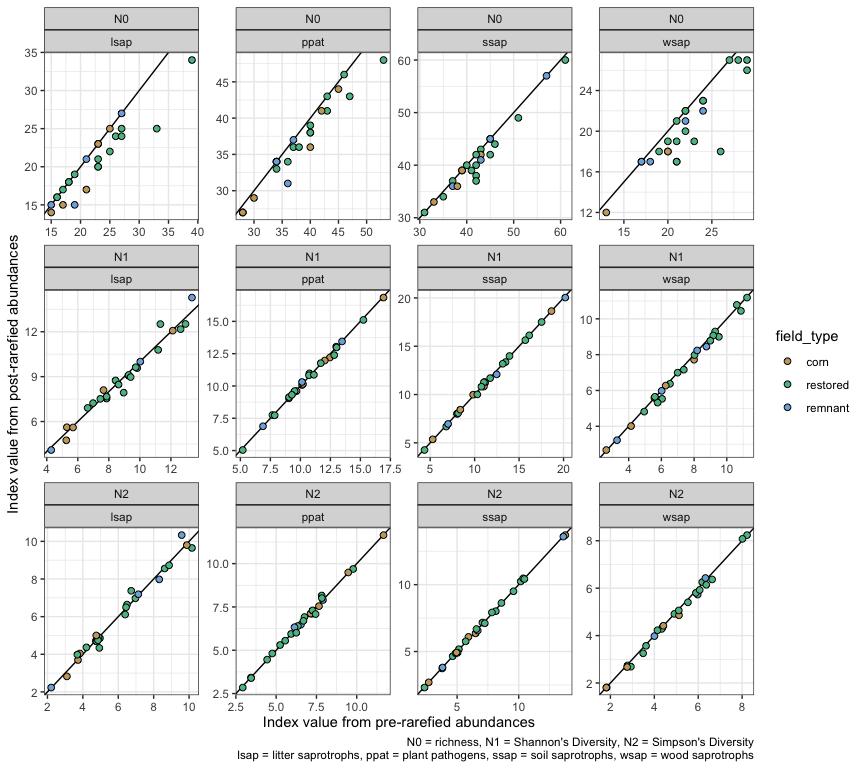 N0 N0 N0 N0
lsap ppat ssap wsap
35
30
25
20
15
15 20 25 30 35 40
45
40
35
30
30 35 40 45 50
60
50
40
30
30 40 50 60
24
20
16
12
15 20 25
N1 N1 N1 N1
lsap ppat ssap wsap
12
9
6
4 6 8 10 12
15.0
12.5
10.0
7.5
5.0
5.0 7.5 10.0 12.5 15.0 17.5
20
15
10
5
5 10 15 20
10
8
6
4
4 6 8 10
N2 N2 N2 N2
lsap ppat ssap wsap
10
8
6
4
2
2 4 6 8 10
10.0
7.5
5.0
2.5
2.5 5.0 7.5 10.0
10
5
5 10
8
6
4
2
2 4 6 8
Index value from post-rarefied abundances
Index value from pre-rarefied abundances
field_type
corn
restored
remnant
N0 = richness, N1 = Shannon's Diversity, N2 = Simpson's Diversity
lsap = litter saprotrophs, ppat = plant pathogens, ssap = soil saprotrophs, wsap = wood saprotrophs